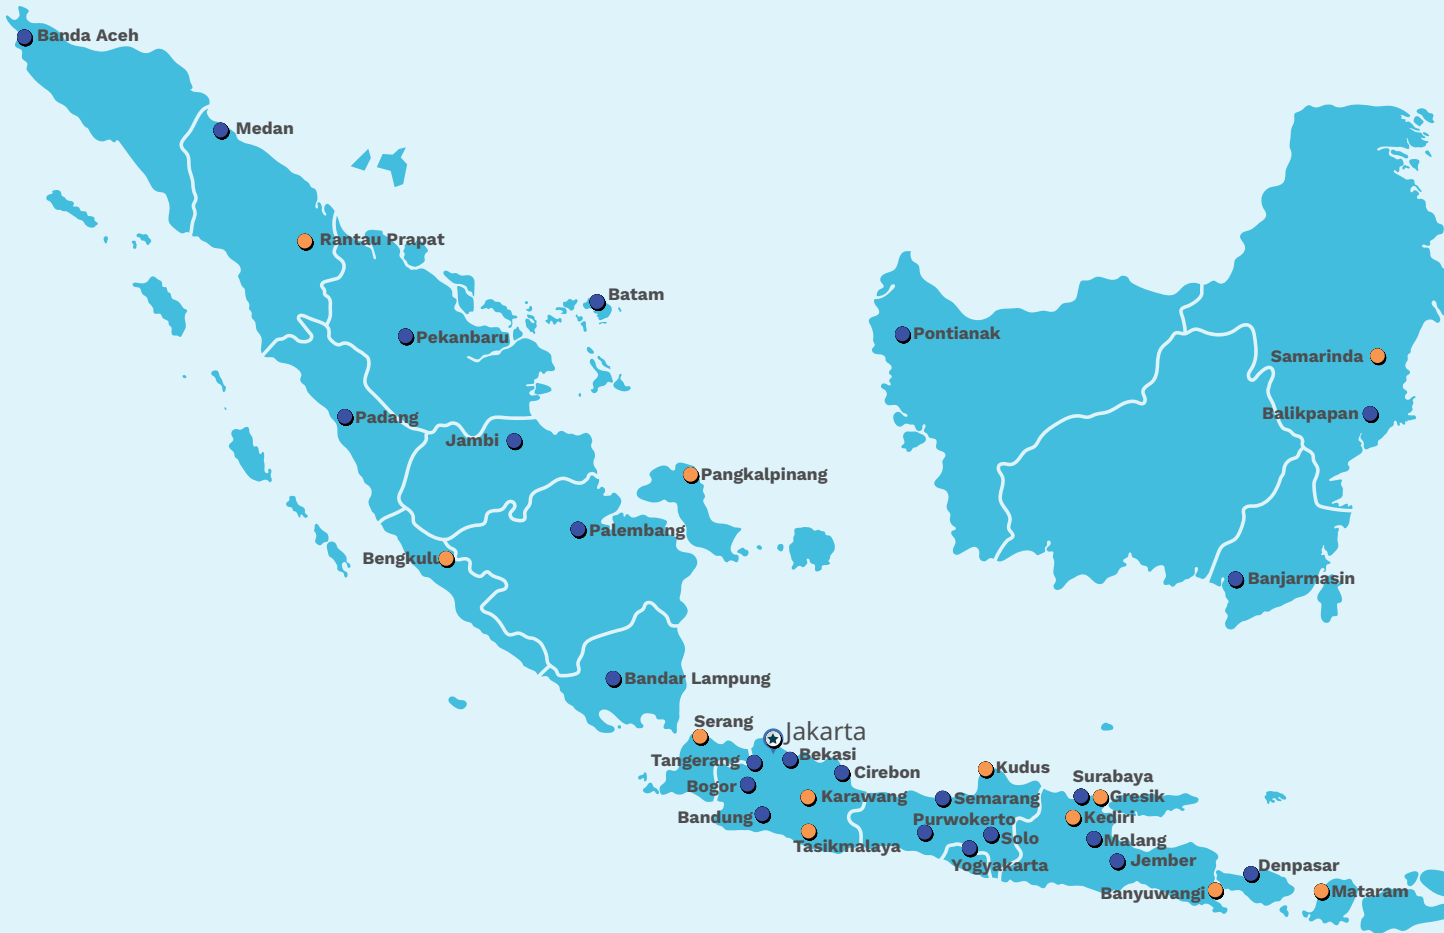 Banda Aceh
Medan
Rantau Prapat
Batam
Pekanbaru
Pontianak
Samarinda
Padang
Balikpapan
Jambi
Pangkalpinang
Palembang
Bengkulu
Banjarmasin
Bandar Lampung
Serang
Jakarta
Tangerang
Bekasi
Cirebon
Kudus
Surabaya
Bogor
Karawang
Semarang
Gresik
Bandung
Purwokerto
Kediri
Tasikmalaya
Solo
Malang
Yogyakarta
Jember
Denpasar
Banyuwangi
Mataram